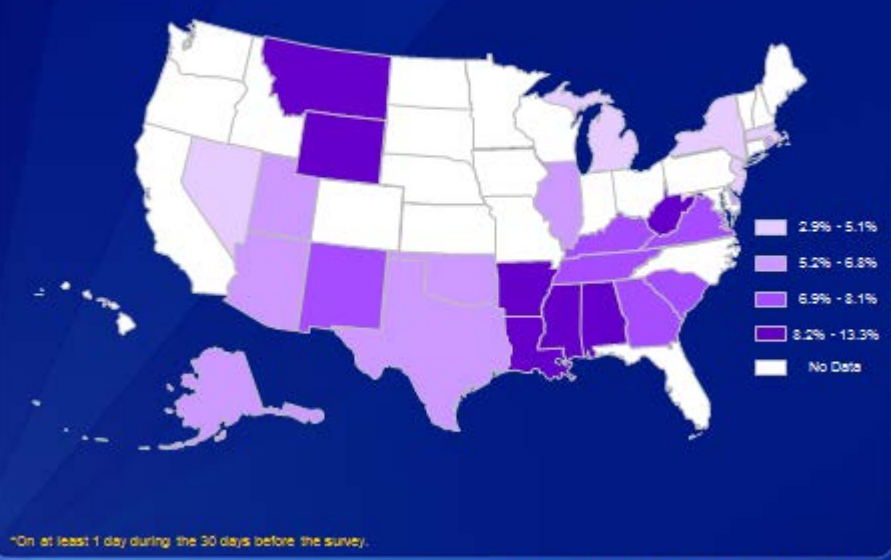 2.9% - 5.1%
5.2% - 6.8%
6.9% - 8.1%
8.2% - 13.3%
No Data
*On at least 1 day during the 30 days before the survey.